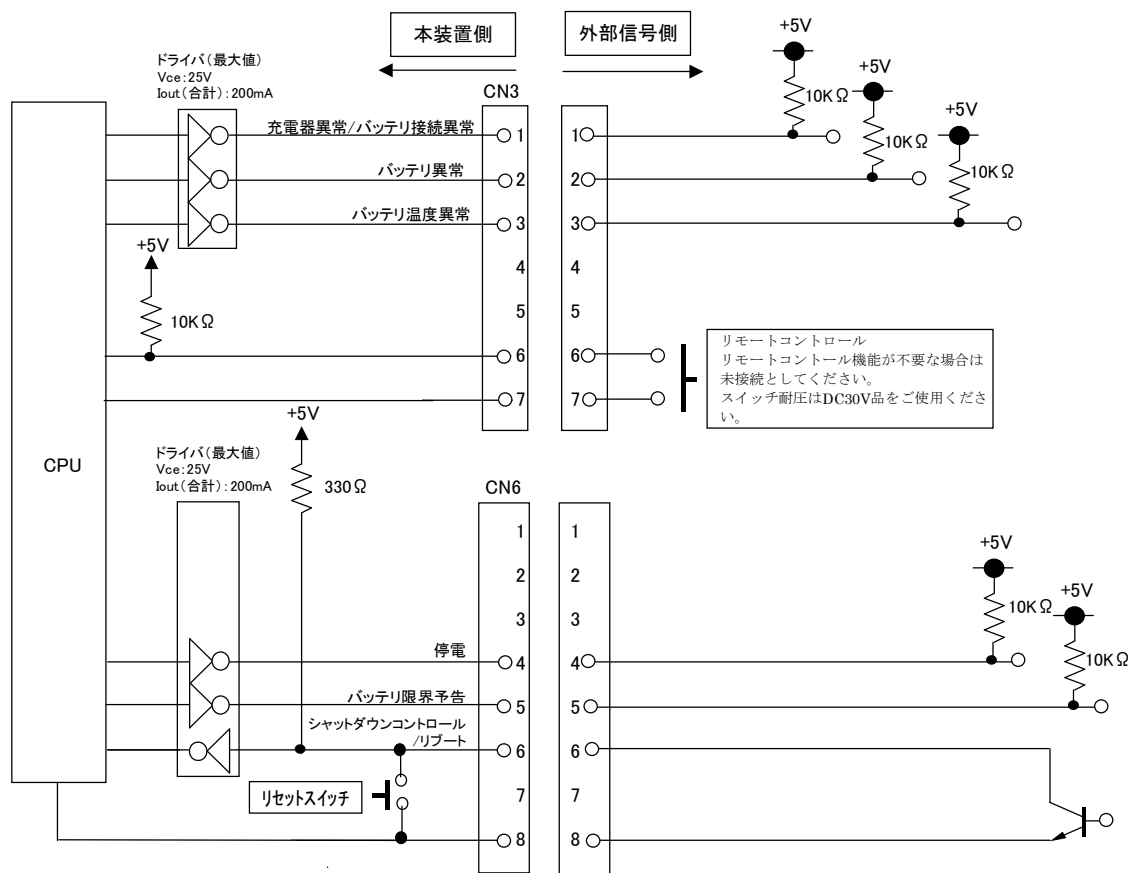 本装置側
外部信号側
ドライバ(最大値)
Vce:25V
Iout(合計):200mA
CN3
+5V
10KΩ
+5V
10KΩ
+5V
10KΩ
充電器異常/バッテリ接続異常
1
1
バッテリ異常
2
2
バッテリ温度異常
3
3
+5V
4
4
10KΩ
5
5
6
6
7
7
リモートコントロール
リモートコントール機能が不要な場合は
未接続としてください。
スイッチ耐圧はDC30V品をご使用くださ
い。
CPU
+5V
330Ω
ドライバ(最大値)
Vce:25V
Iout(合計):200mA
CN6
1
1
2
2
3
3
+5V
10KΩ
+5V
10KΩ
停電
4
4
バッテリ限界予告
5
5
シャットダウンコントロール
/リブート
6
6
リセットスイッチ
7
7
8
8